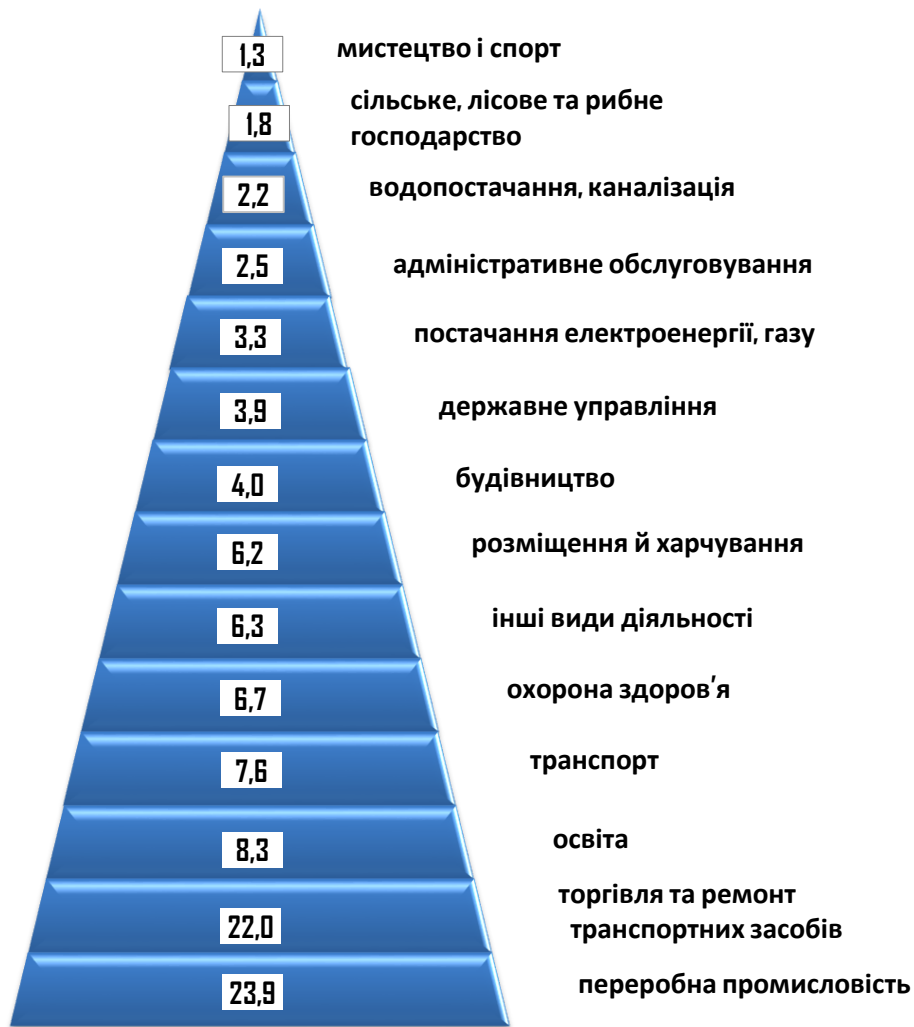 1,3 мистецтво і спорт
сільське, лісове та рибне
1,8 господарство
2,2 водопостачання, каналізація
2,5 адміністративне обслуговування
3,3 постачання електроенергії, газу
3,9 державне управління
4,0 будівництво
6,2 розміщення й харчування
6,3 інші види діяльності
6,7 охорона здоров'я
7,6 транспорт
8,3 освіта
торгівля та ремонт
22,0 транспортних засобів
23,9 переробна промисловість